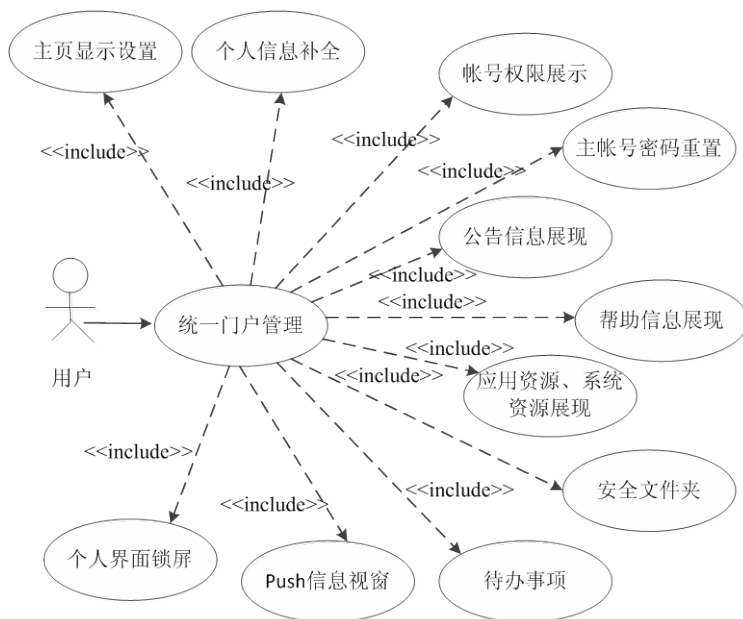 主页显示设置
个人信息补全
帐号权限展示
<<include>>
<<include>>
<<include>>
主帐号密码重置
<<include>>
公告信息展现
<<include>>
<<include>>
用户
统一门户管理
帮助信息展现
<<include>>
应用资源、系统
资源展现
<<include>>
<<include>>
<<include>>
<<include>>
安全文件夹
个人界面锁屏
Push信息视窗
待办事项